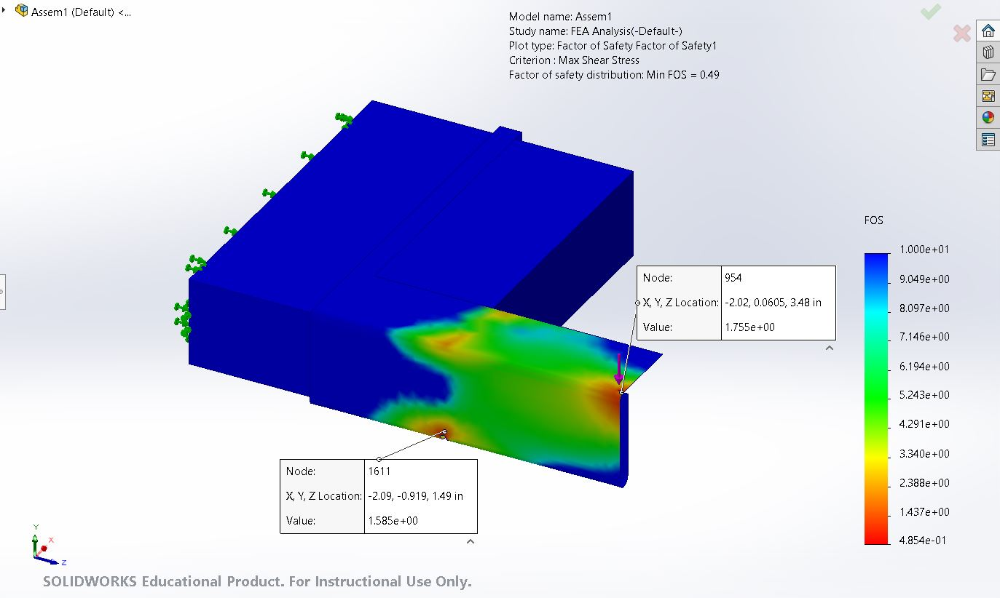 Assem1 (Default) <...
Model name: Assem1
Study name: FEA Analysis(-Default-)
Plot type: Factor of Safety Factor of Safety1
Criterion : Max Shear Stress
Factor of safety distribution: Min FOS = 0.49
FOS
1.000e+01
9.049e+00
8.097e+00
7.146e+00
6.194e+00
5.243e+00
4.291e+00
3.340e+00
2.388e+00
1.437e+00
4.854e-01
Node: 954
X, Y, Z Location: -2.02, 0.0605, 3.48 in
Value: 1.755e+00
Node: 1611
X, Y, Z Location: -2.09, -0.919, 1.49 in
Value: 1.585e+00
Y
X
Z
SOLIDWORKS Educational Product. For Instructional Use Only.